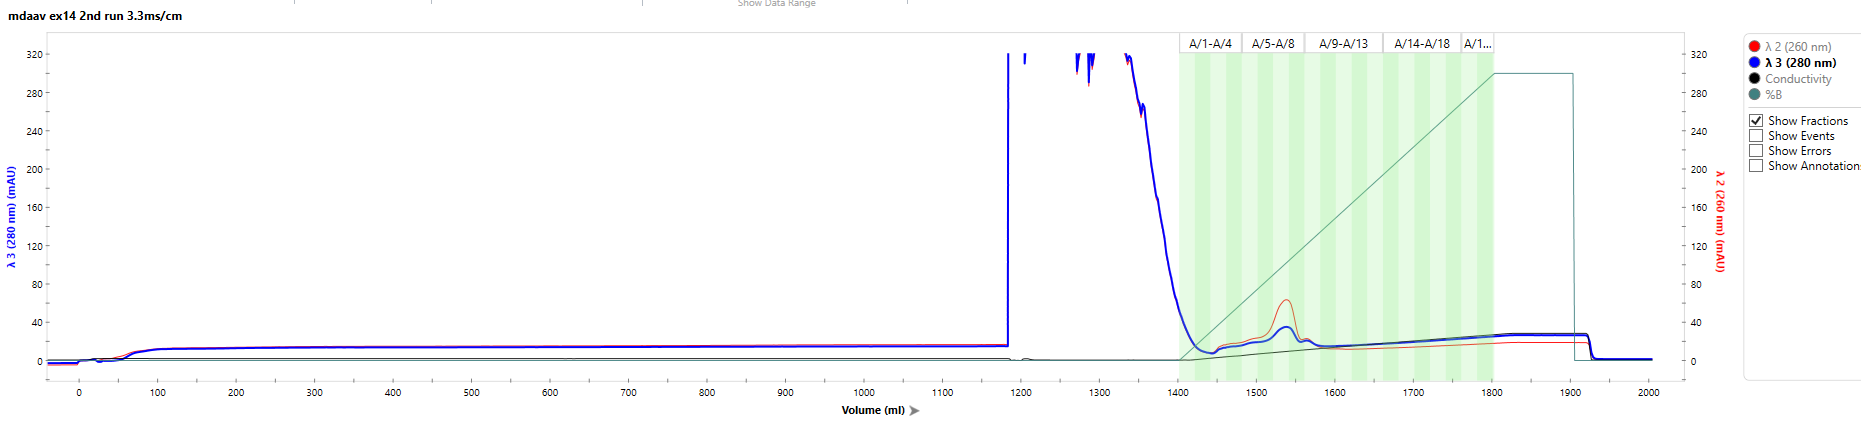 Show Data Range
mdaav ex14 2nd run 3.3ms/cm
A/1-A/4 A/5-A/8 A/9-A/13 A/14-A/18 A/1...
320 280 240 200 160 120 80 40 0
λ 3 (280 nm) (mAU)
320 280 240 200 160 120 80 40 0
λ 2 (260 nm) (mAU)
0 100 200 300 400 500 600 700 800 900 1000 1100 1200 1300 1400 1500 1600 1700 1800 1900 2000
Volume (ml)
λ 2 (260 nm)
λ 3 (280 nm)
Conductivity
%B
Show Fractions
Show Events
Show Errors
Show Annotation